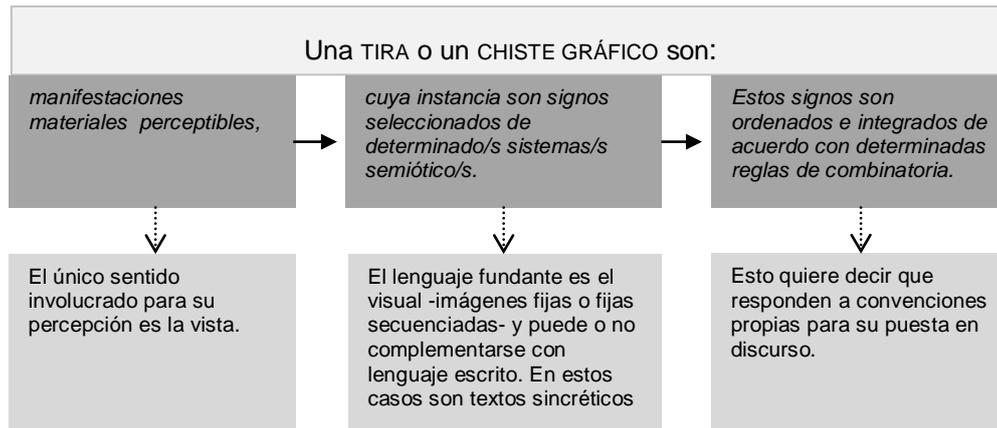 Una TIRA o un CHISTE GRÁFICO son:
manifestaciones
materiales perceptibles,
cuya instancia son signos
seleccionados de
determinado/s sistemas/s
semiótico/s.
Estos signos son
ordenados e integrados de
acuerdo con determinadas
reglas de combinatoria.
El único sentido
involucrado para su
percepción es la vista.
El lenguaje fundante es el
visual -imágenes fijas o fijas
secuenciadas- y puede o no
complementarse con
lenguaje escrito. En estos
casos son textos sincréticos
Esto quiere decir que
responden a convenciones
propias para su puesta en
discurso.